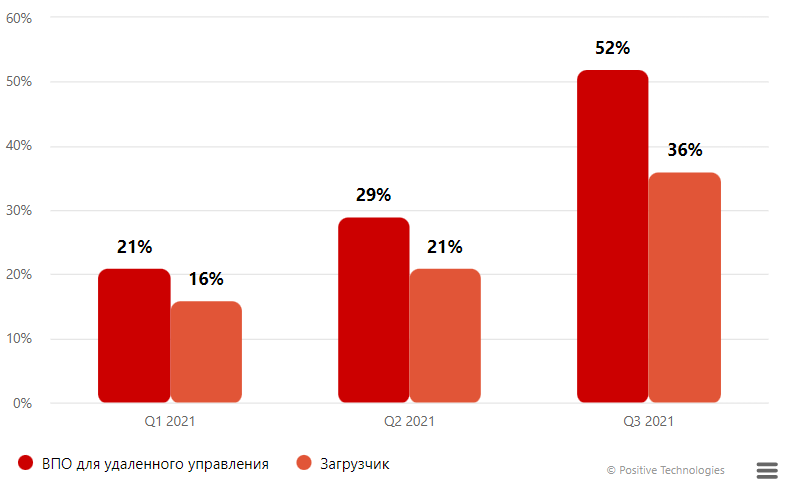 60%
52%
50%
40%
36%
30%
29%
21%
21%
20%
16%
10%
0%
Q1 2021
Q2 2021
Q3 2021
ВПО для удаленного управления
Загрузчик
© Positive Technologies